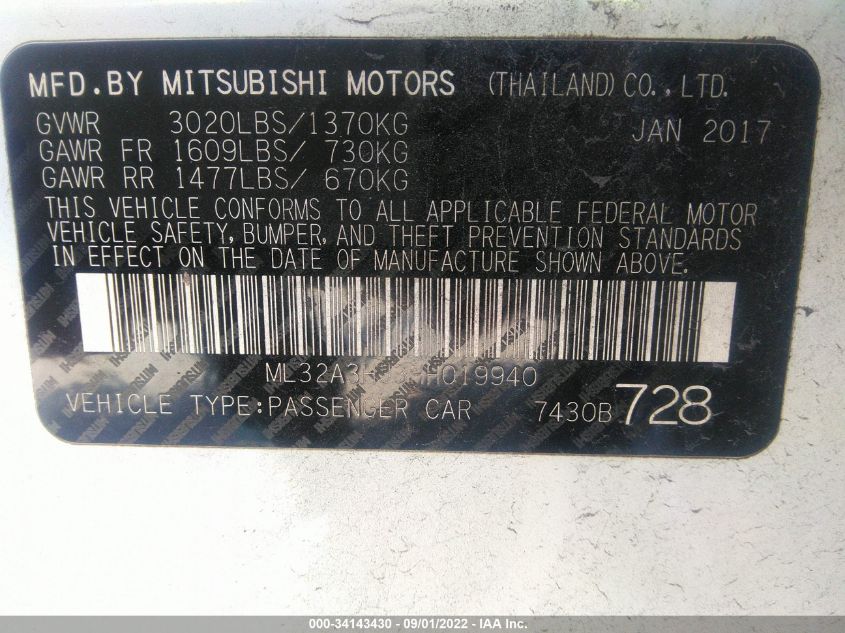 MFD.BY MITSUBISHI MOTORS (THAILAND) CO., LTD.
GVWR 3020LBS/1370KG JAN 2017
GAWR FR 1609LBS/ 730KG
GAWR RR 1477LBS/ 670KG
THIS VEHICLE CONFORMS TO ALL APPLICABLE FEDERAL MOTOR
VEHICLE SAFETY, BUMPER, AND THEFT PREVENTION STANDARDS
IN EFFECT ON THE DATE OF MANUFACTURE SHOWN ABOVE.
VEHICLE TYPE:PASSENGER CAR 7430B 728
000-34143430 - 09/01/2022 - IAA Inc.